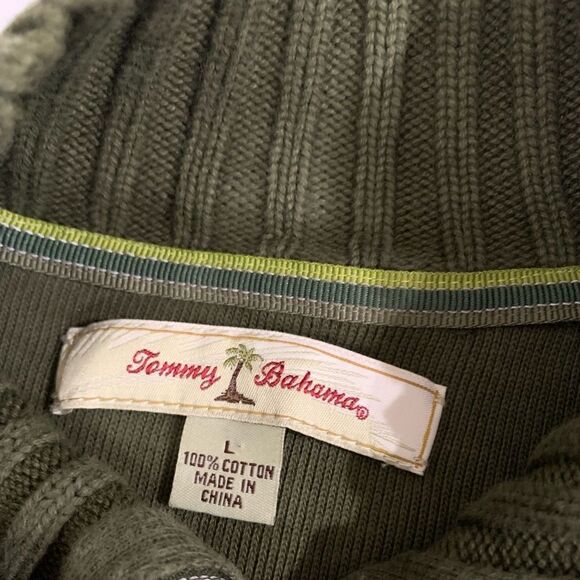 Tommy Bahama®
L
100% COTTON
MADE IN
CHINA